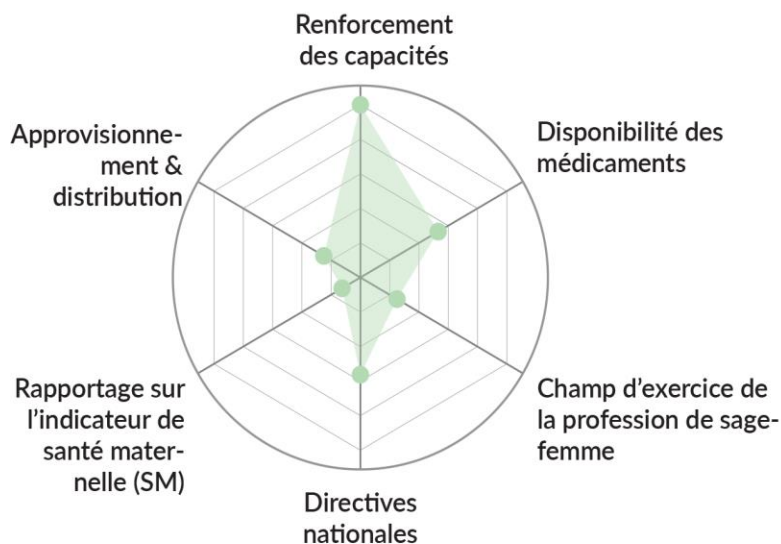 Renforcement
des capacités
Disponibilité des
médicaments
Champ d’exercice de
la profession de sage-
femme
Directives
nationales
Rapportage sur
l’indicateur de
santé mater-
nelle (SM)
Approvisionne-
ment &
distribution